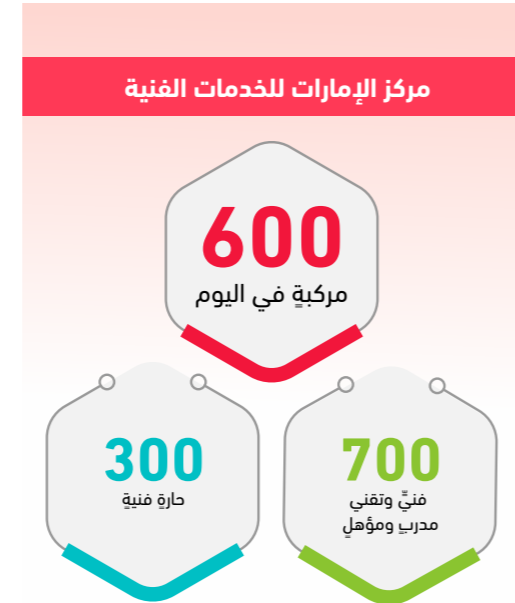 مركز الإمارات للخدمات الفنية
600
مركبةٍ في اليوم
700
فنيٍّ وتقني
مدربٍ ومؤهلٍ
300
حارةٍ فنيةٍ